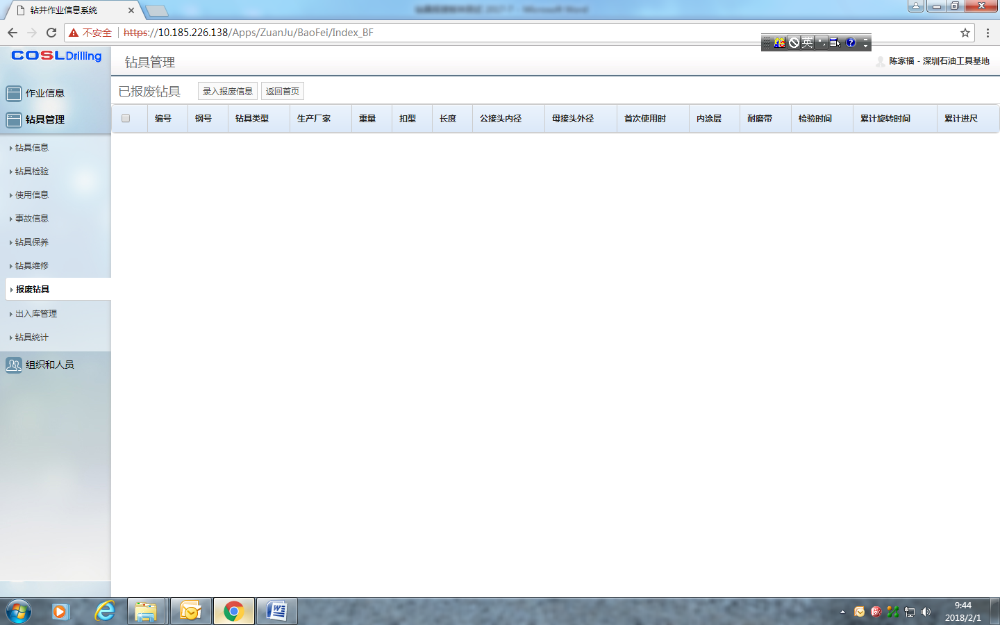 钻井作业信息系统
不安全 https://10.185.226.138/Apps/ZuanJu/BaoFei/Index_BF
英
COSL Drilling
钻具管理
陈家福 - 深圳石油工具基地
作业信息
钻具管理
钻具信息
钻具检验
使用信息
事故信息
钻具保养
钻具维修
报废钻具
出入库管理
钻具统计
组织和人员
已报废钻具 录入报废信息 返回首页
编号 钢号 钻具类型 生产厂家 重量 扣型 长度 公接头内径 母接头外径 首次使用时 内涂层 耐磨带 检验时间 累计旋转时间 累计进尺
9:44
2018/2/1